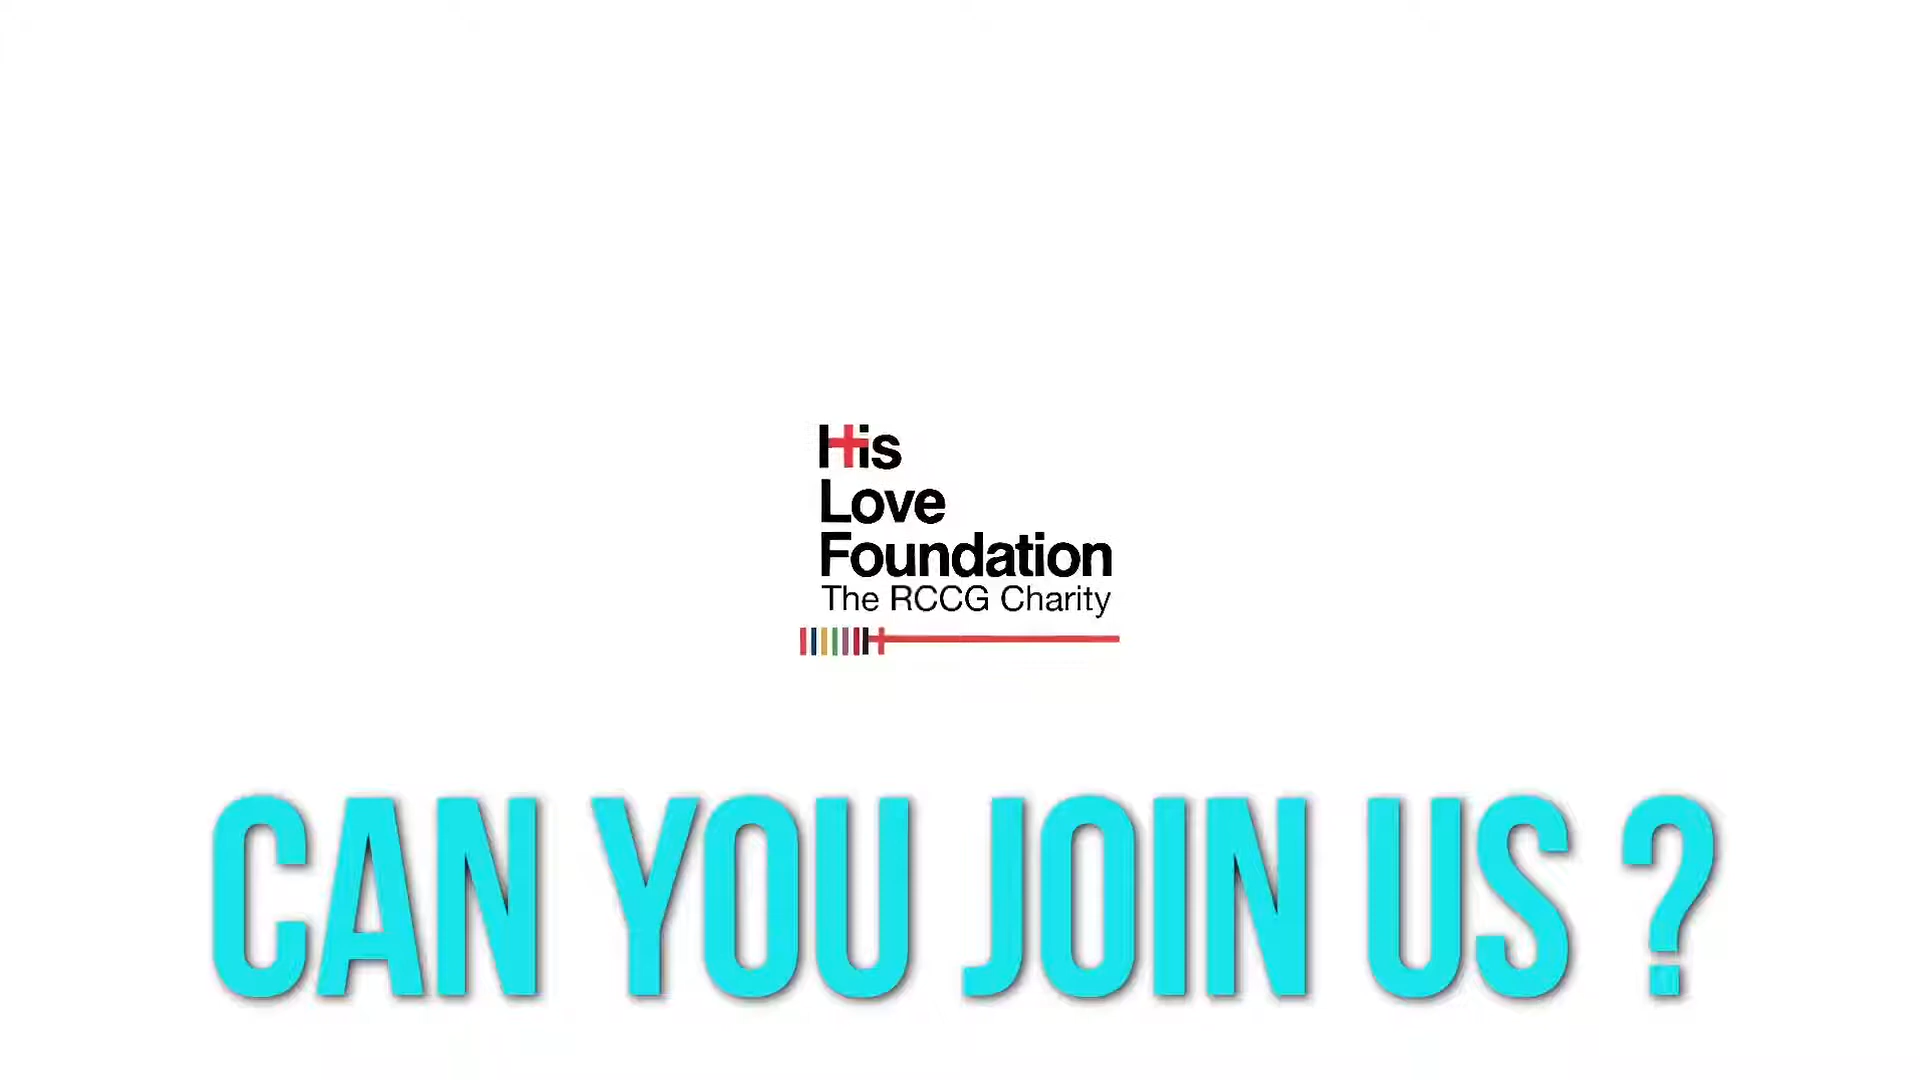 His
Love
Foundation
The RCCG Charity
CAN YOU JOIN US ?